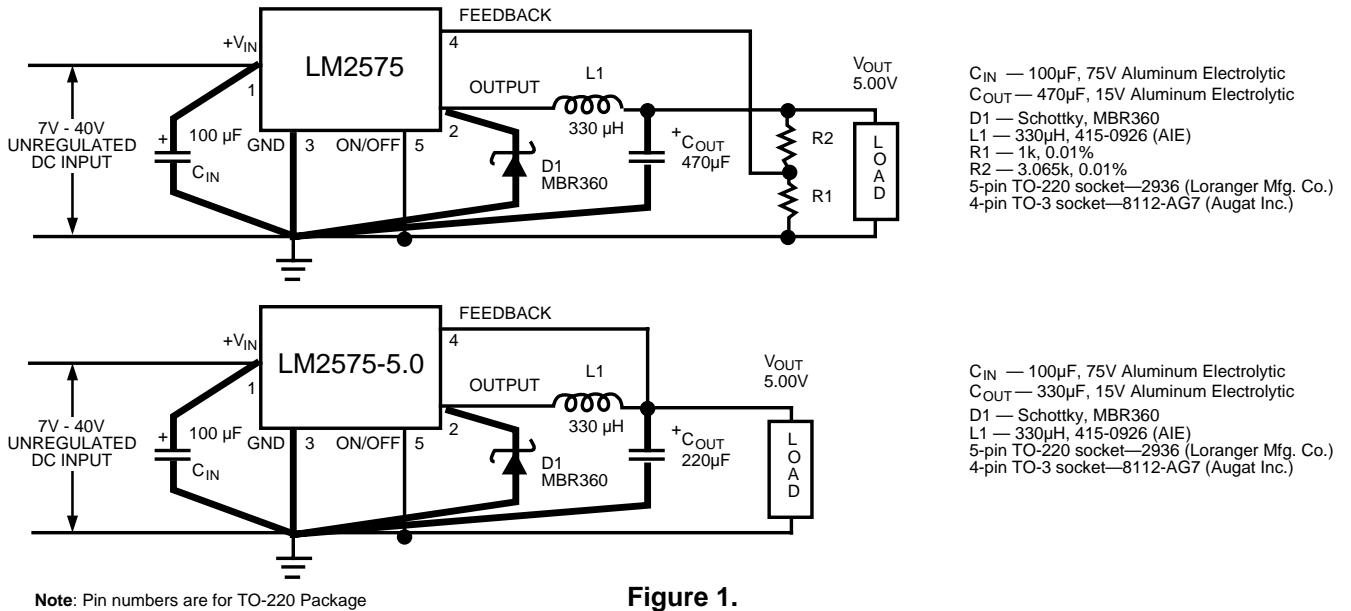 FEEDBACK
+VIN
4
LM2575
L1
VOUT
5.00V
OUTPUT
1
2
330 µH
7V - 40V
UNREGULATED
DC INPUT
+
100 µF
CIN
GND
3
ON/OFF
5
D1
MBR360
+
COUT
470µF
R2
R1
LOAD
CIN — 100µF, 75V Aluminum Electrolytic
COUT — 470µF, 15V Aluminum Electrolytic
D1 — Schottky, MBR360
L1 — 330µH, 415-0926 (AIE)
R1 — 1k, 0.01%
R2 — 3.065k, 0.01%
5-pin TO-220 socket—2936 (Loranger Mfg. Co.)
4-pin TO-3 socket—8112-AG7 (Augat Inc.)
FEEDBACK
+VIN
4
LM2575-5.0
L1
VOUT
5.00V
OUTPUT
1
2
330 µH
7V - 40V
UNREGULATED
DC INPUT
+
100 µF
CIN
GND
3
ON/OFF
5
D1
MBR360
+
COUT
220µF
LOAD
CIN — 100µF, 75V Aluminum Electrolytic
COUT — 330µF, 15V Aluminum Electrolytic
D1 — Schottky, MBR360
L1 — 330µH, 415-0926 (AIE)
5-pin TO-220 socket—2936 (Loranger Mfg. Co.)
4-pin TO-3 socket—8112-AG7 (Augat Inc.)
Note: Pin numbers are for TO-220 Package
Figure 1.